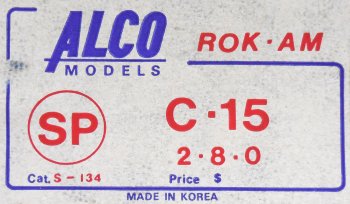 ALCO
MODELS
ROK·AM
SP
C·15
2·8·0
Cat. S-134
Price $
MADE IN KOREA